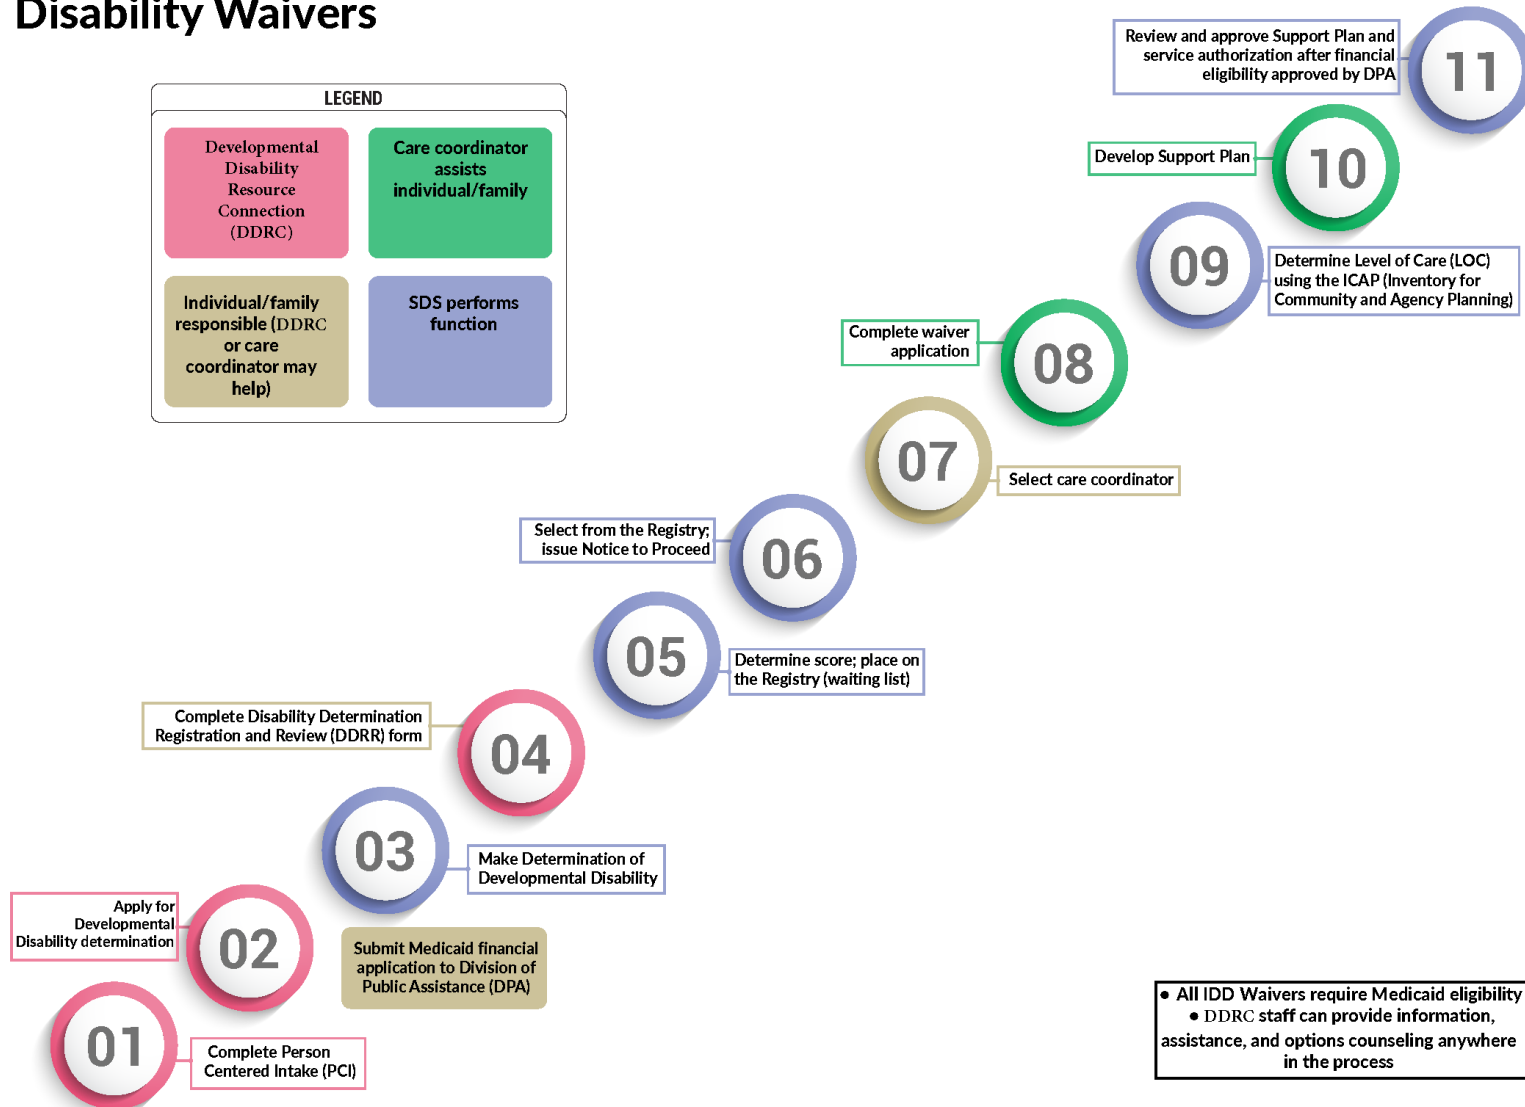 Disability Waivers
LEGEND
Developmental
Disability
Resource
Connection
(DDRC)
Care coordinator
assists
individual/family
Individual/family
responsible (DDRC
or care
coordinator may
help)
SDS performs
function
Review and approve Support Plan and
service authorization after financial
eligibility approved by DPA
11
Develop Support Plan
10
09
Determine Level of Care (LOC)
using the ICAP (Inventory for
Community and Agency Planning)
Complete waiver
application
08
07
Select care coordinator
Select from the Registry;
issue Notice to Proceed
06
05
Determine score; place on
the Registry (waiting list)
Complete Disability Determination
Registration and Review (DDRR) form
04
03
Make Determination of
Developmental Disability
Apply for
Developmental
Disability determination
02
Submit Medicaid financial
application to Division of
Public Assistance (DPA)
01
Complete Person
Centered Intake (PCI)
• All IDD Waivers require Medicaid eligibility
• DDRC staff can provide information,
assistance, and options counseling anywhere
in the process